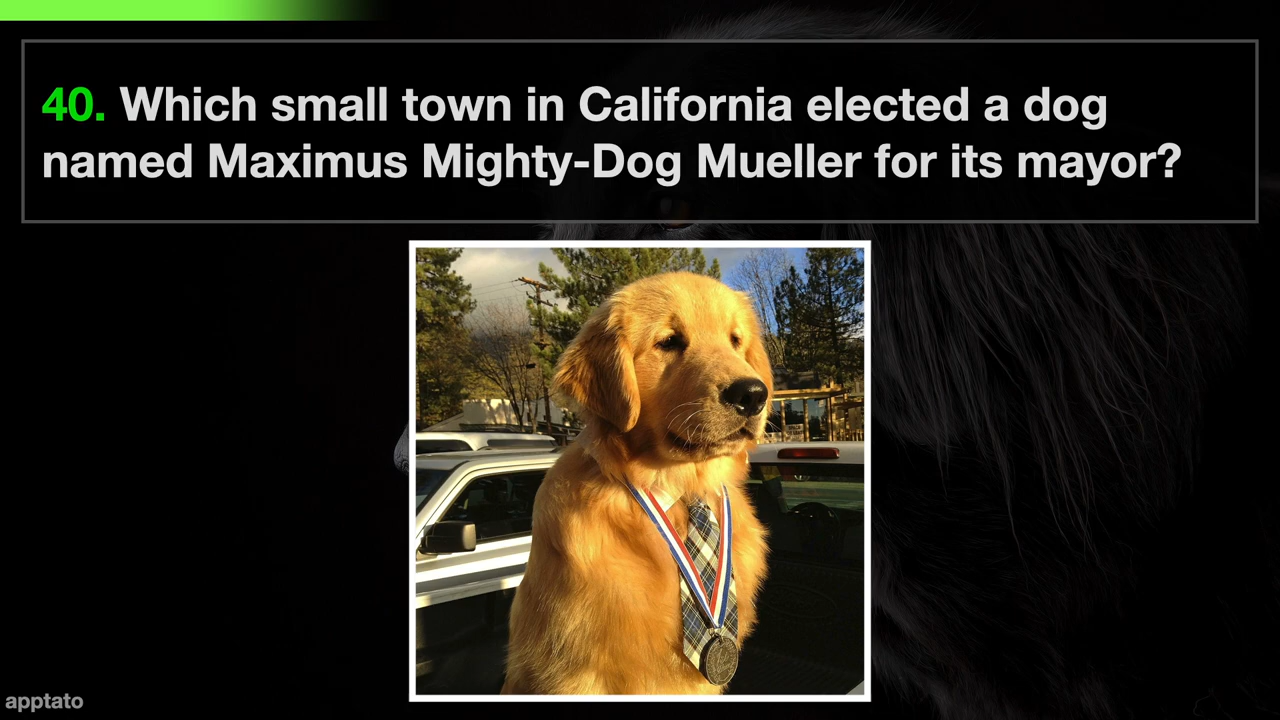 40. Which small town in California elected a dog
named Maximus Mighty-Dog Mueller for its mayor?
apptato